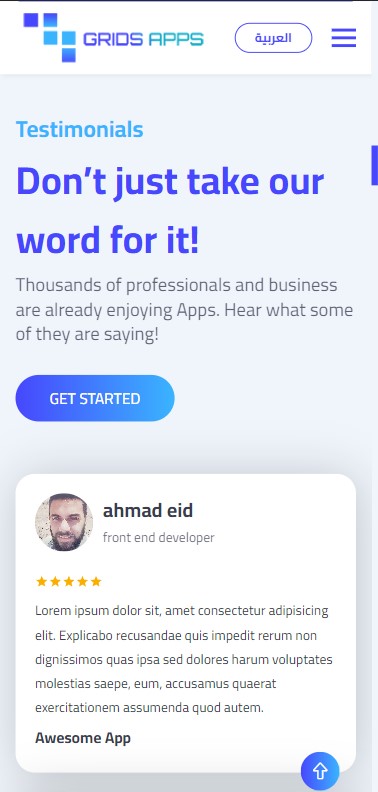 GRIDS APPS
العربية
Testimonials
Don’t just take our
word for it!
Thousands of professionals and business
are already enjoying Apps. Hear what some
of they are saying!
GET STARTED
ahmad eid
front end developer
Lorem ipsum dolor sit, amet consectetur adipisicing
elit. Explicabo recusandae quis impedit rerum non
dignissimos quas ipsa sed dolores harum voluptates
molestias saepe, eum, accusamus quaerat
exercitationem assumenda quod autem.
Awesome App